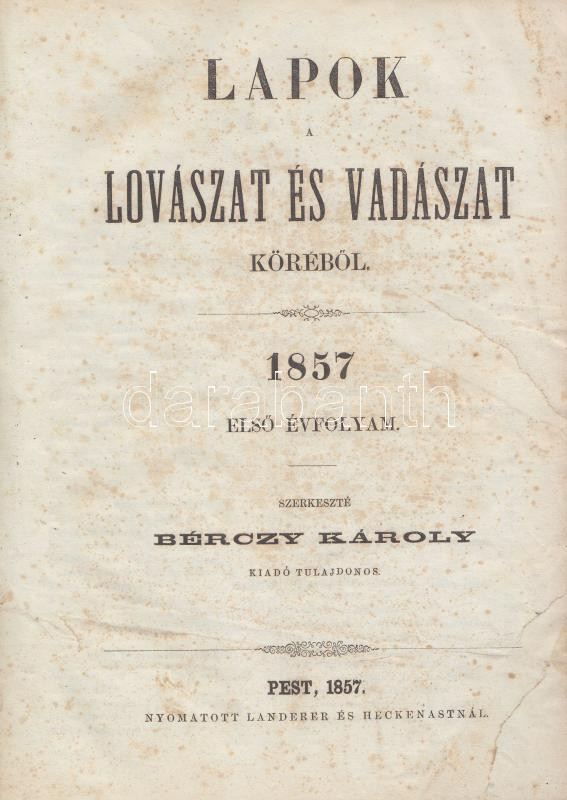 LAPOK
A
LOVÁSZAT ÉS VADÁSZAT
KÖRÉBŐL.
1857
darabanth
ELSŐ ÉVFOLYAM.
SZERKESZTÉ
BÉRCZY KÁROLY
KIADÓ TULAJDONOS.
PEST, 1857.
NYOMATOTT LANDERER ÉS HECKENASTNÁL.